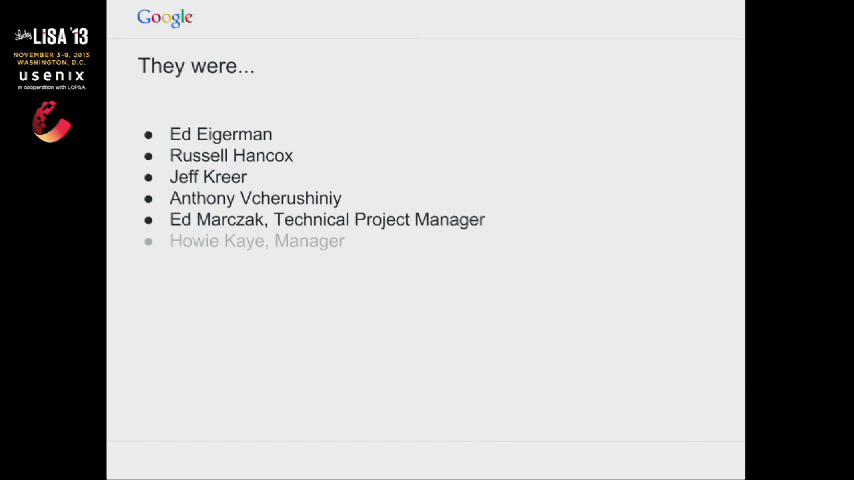 Lucky LISA '13
NOVEMBER 3–8, 2013
WASHINGTON, D.C.
usenix
in cooperation with LOPSA
Google
They were...
● Ed Eigerman
● Russell Hancox
● Jeff Kreer
● Anthony Vcherushiniy
● Ed Marczak, Technical Project Manager
● Howie Kaye, Manager